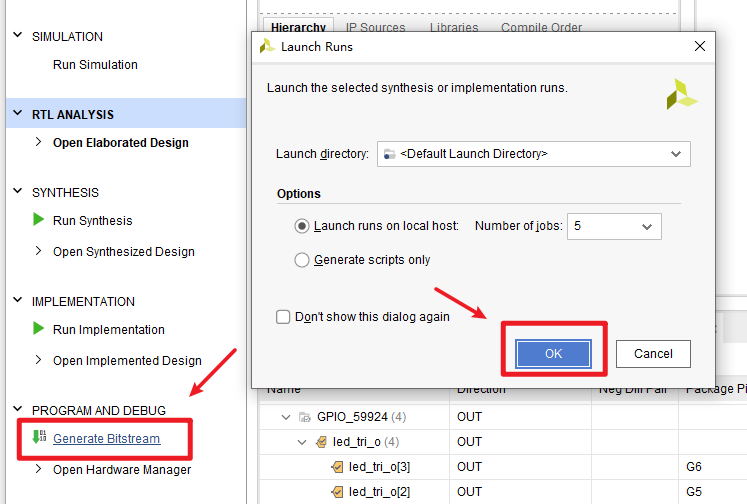 SIMULATION
Run Simulation
RTL ANALYSIS
Open Elaborated Design
SYNTHESIS
Run Synthesis
Open Synthesized Design
IMPLEMENTATION
Run Implementation
Open Implemented Design
PROGRAM AND DEBUG
Generate Bitstream
Open Hardware Manager
Hierarchy IP Sources Libraries Compile Order
Launch Runs
Launch the selected synthesis or implementation runs.
Launch directory: <Default Launch Directory>
Options
Launch runs on local host: Number of jobs: 5
Generate scripts only
Don't show this dialog again
OK Cancel
Name Direction Neg Diff Pair Package Pi
GPIO_59924 (4) OUT
led_tri_o (4) OUT
led_tri_o[3] OUT G6
led_tri_o[2] OUT G5